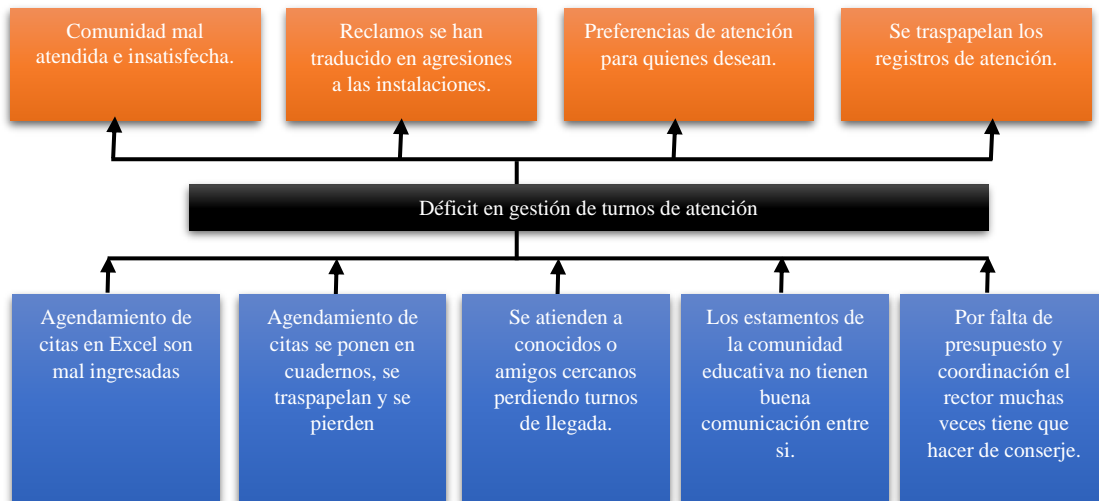 Comunidad mal
atendida e insatisfecha.
Reclamos se han
traducido en agresiones
a las instalaciones.
Preferencias de atención
para quienes desean.
Se traspapelan los
registros de atención.
Déficit en gestión de turnos de atención
Agendamiento de
citas en Excel son
mal ingresadas
Agendamiento de
citas se ponen en
cuadernos, se
traspapelan y se
pierden
Se atienden a
conocidos o
amigos cercanos
perdiendo turnos
de llegada.
Los estamentos de
la comunidad
educativa no tienen
buena
comunicación entre
si.
Por falta de
presupuesto y
coordinación el
rector muchas
veces tiene que
hacer de conserje.